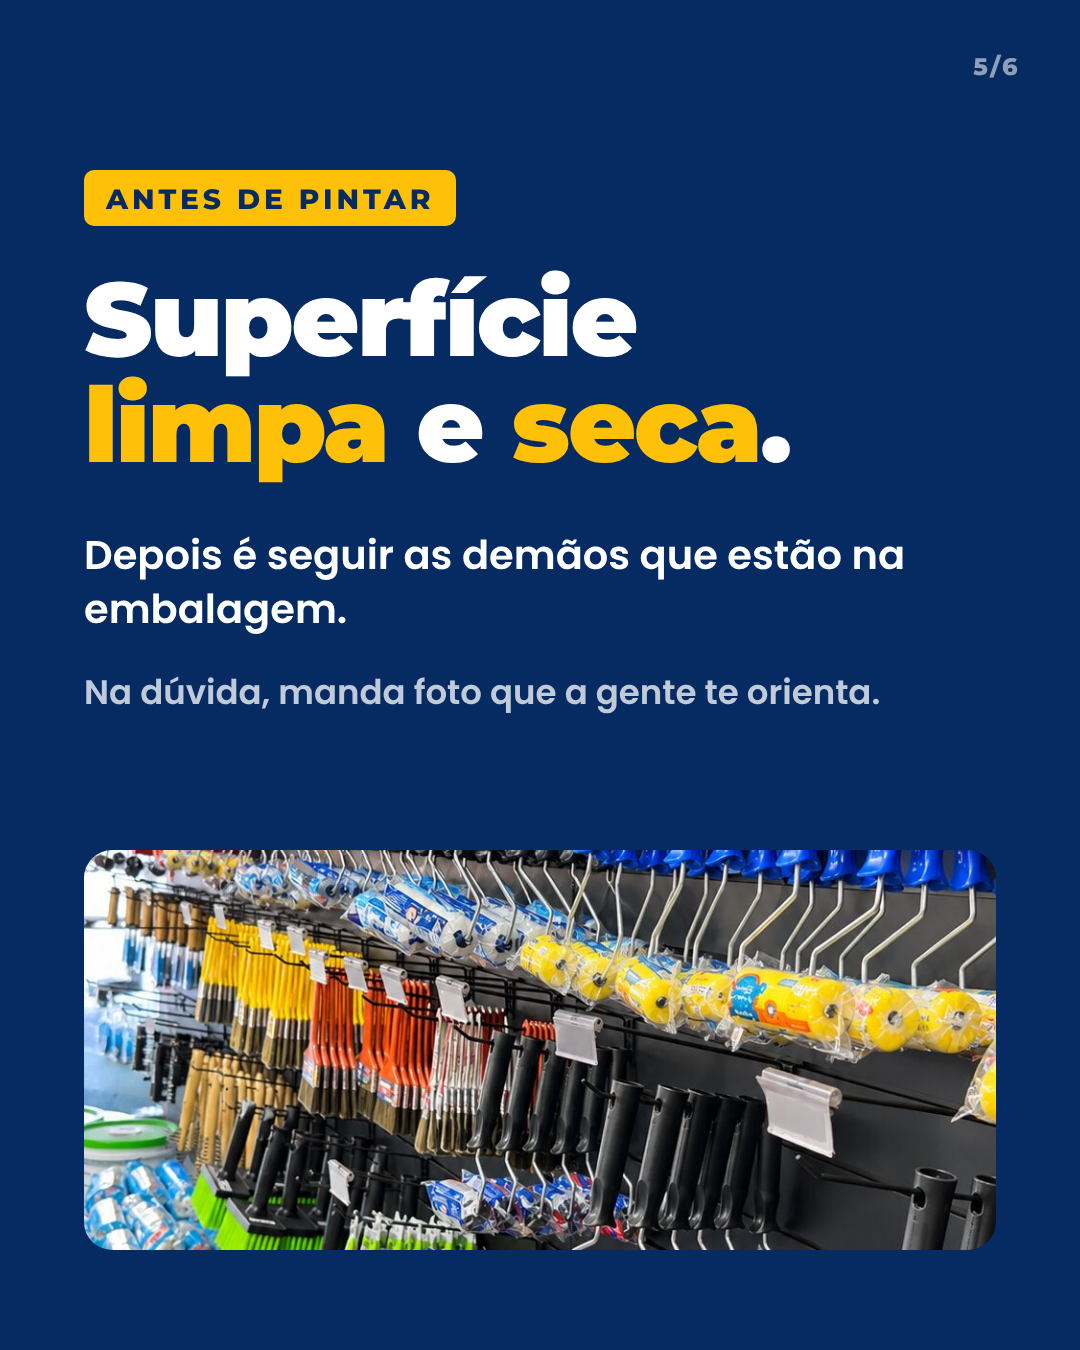 5/6
ANTES DE PINTAR
Superfície
limpa e seca.
Depois é seguir as demãos que estão na
embalagem.
Na dúvida, manda foto que a gente te orienta.